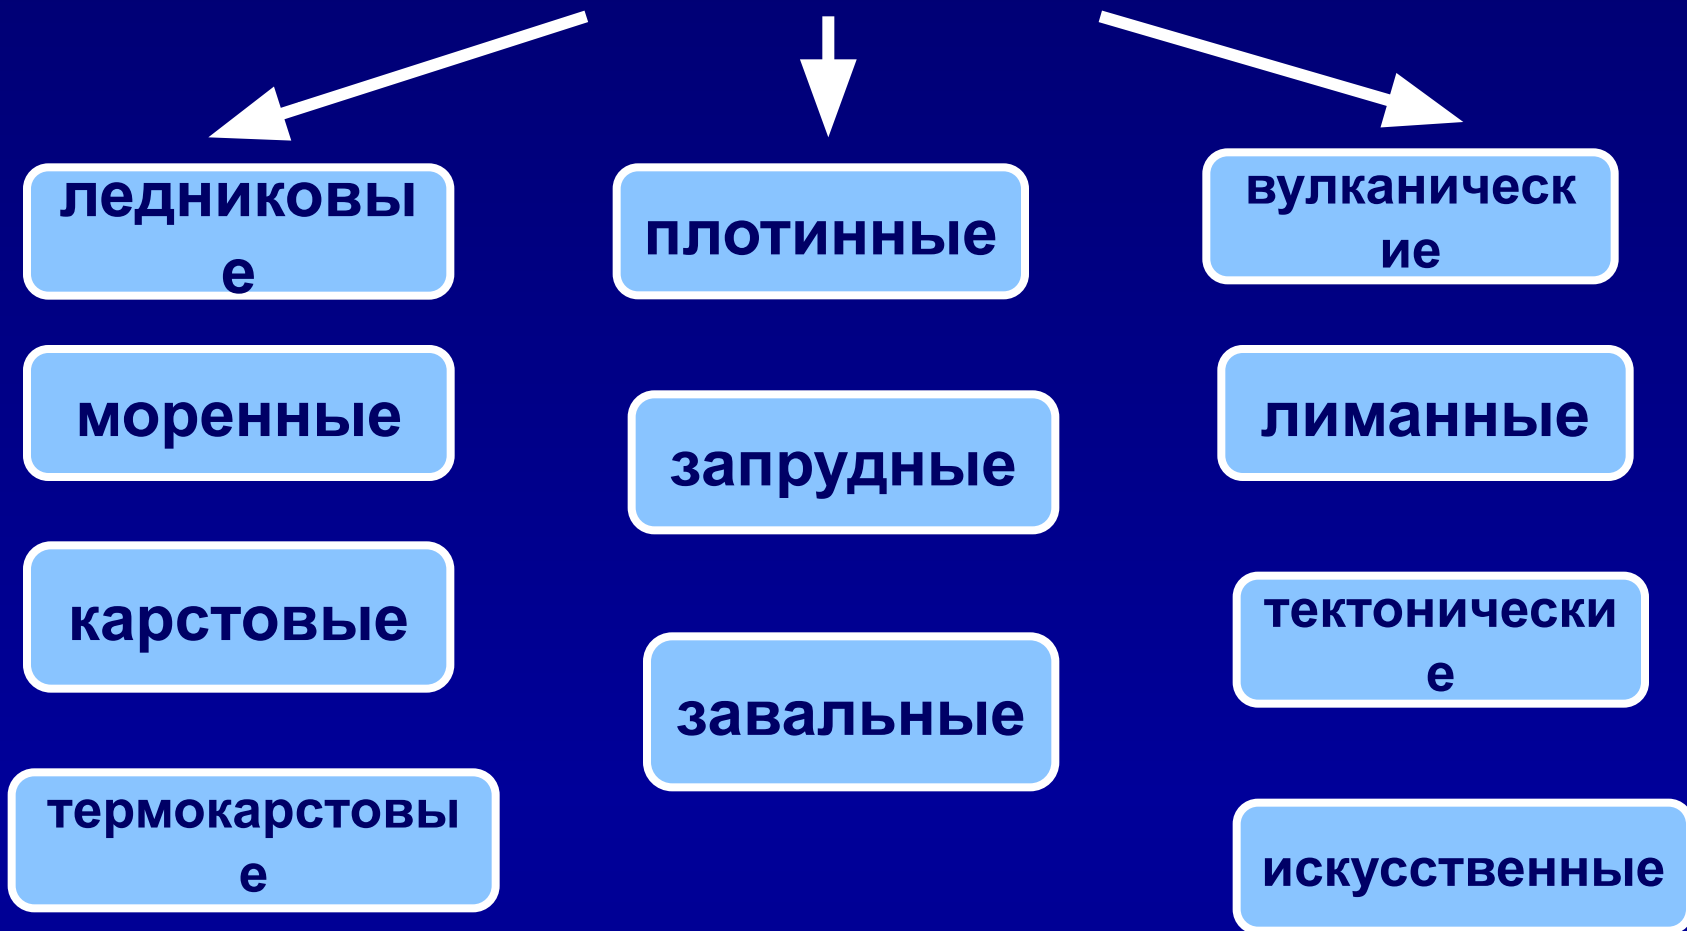 ледниковы
е
моренные
карстовые
термокарстовы
е
плотинные
запрудные
завальные
вулканическ
ие
лиманные
тектонически
е
искусственные